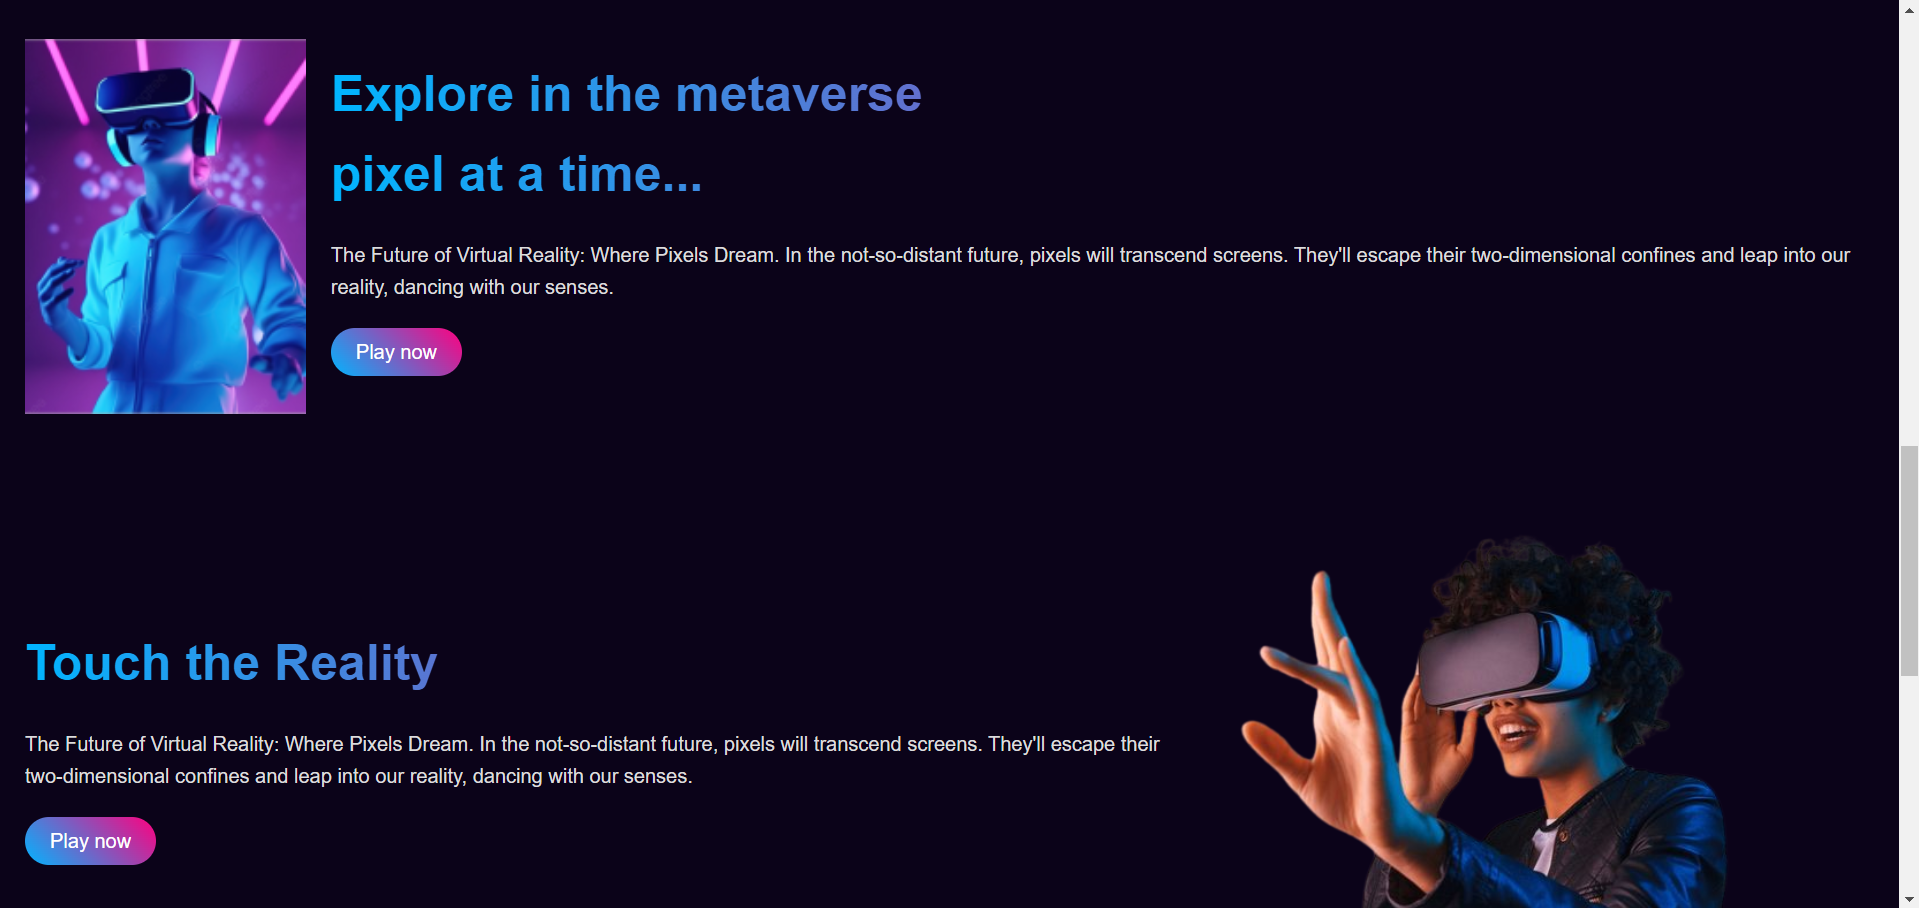 Explore in the metaverse
pixel at a time...
The Future of Virtual Reality: Where Pixels Dream. In the not-so-distant future, pixels will transcend screens. They'll escape their two-dimensional confines and leap into our
reality, dancing with our senses.
Play now
Touch the Reality
The Future of Virtual Reality: Where Pixels Dream. In the not-so-distant future, pixels will transcend screens. They'll escape their
two-dimensional confines and leap into our reality, dancing with our senses.
Play now